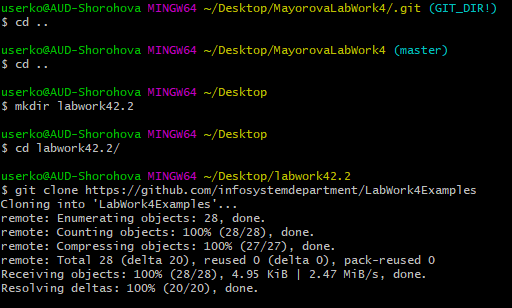 userko@AUD-Shorohova MINGW64 ~/Desktop/MayorovaLabWork4/.git (GIT_DIR!)
$ cd ..
userko@AUD-Shorohova MINGW64 ~/Desktop/MayorovaLabWork4 (master)
$ cd ..
userko@AUD-Shorohova MINGW64 ~/Desktop
$ mkdir labwork42.2
userko@AUD-Shorohova MINGW64 ~/Desktop
$ cd labwork42.2/
userko@AUD-Shorohova MINGW64 ~/Desktop/labwork42.2
$ git clone https://github.com/infosystemdepartment/LabWork4Examples
Cloning into 'LabWork4Examples'...
remote: Enumerating objects: 28, done.
remote: Counting objects: 100% (28/28), done.
remote: Compressing objects: 100% (27/27), done.
remote: Total 28 (delta 20), reused 0 (delta 0), pack-reused 0
Receiving objects: 100% (28/28), 4.95 KiB | 2.47 MiB/s, done.
Resolving deltas: 100% (20/20), done.